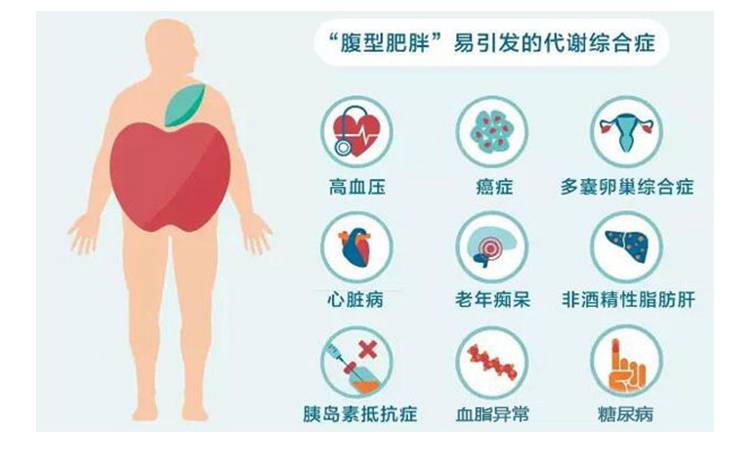 “腹型肥胖”易引发的代谢综合症
高血压
癌症
多囊卵巢综合症
心脏病
老年痴呆
非酒精性脂肪肝
胰岛素抵抗症
血脂异常
糖尿病